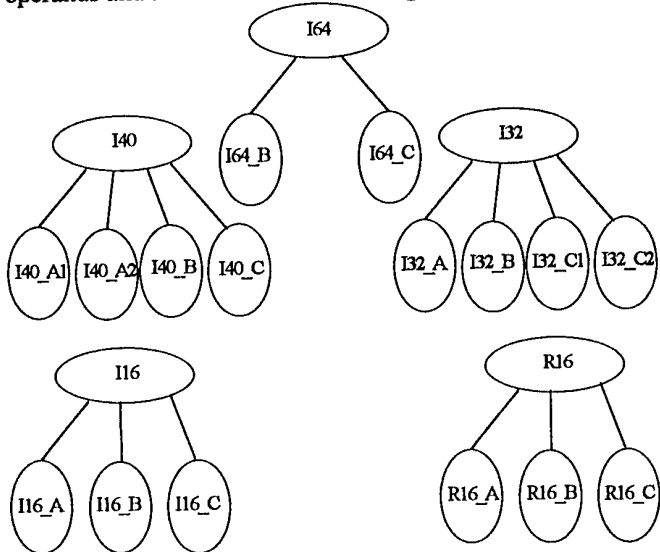 I64
I40
I64_B
I64_C
I32
I40_A1
I40_A2
I40_B
I40_C
I32_A
I32_B
I32_C1
I32_C2
I16
R16
I16_A
I16_B
I16_C
R16_A
R16_B
R16_C